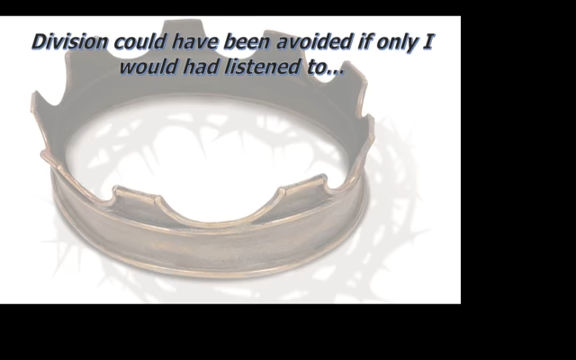 Division could have been avoided if only I
would had listened to...